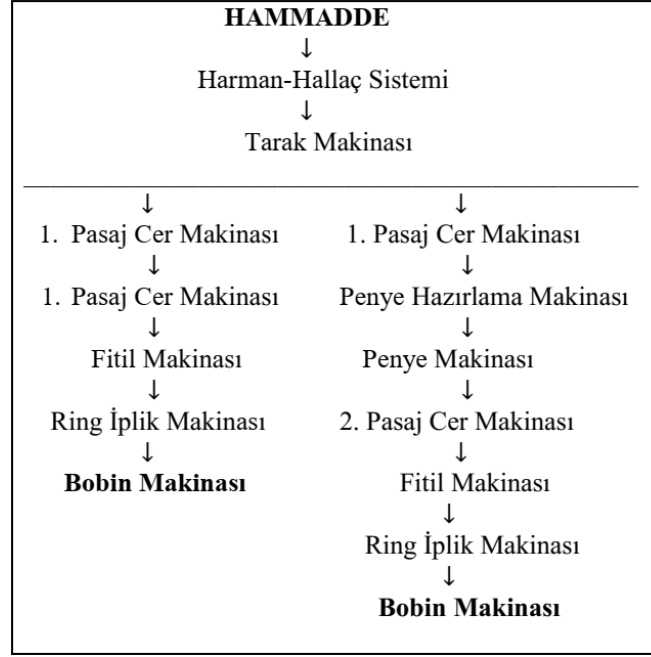 HAMMADDE
↓
Harman-Hallaç Sistemi
↓
Tarak Makinası
↓
1. Pasaj Cer Makinası
↓
1. Pasaj Cer Makinası
↓
Fitil Makinası
↓
Ring İplik Makinası
↓
Bobin Makinası
↓
1. Pasaj Cer Makinası
↓
Penye Hazırlama Makinası
↓
Penye Makinası
↓
2. Pasaj Cer Makinası
↓
Fitil Makinası
↓
Ring İplik Makinası
↓
Bobin Makinası